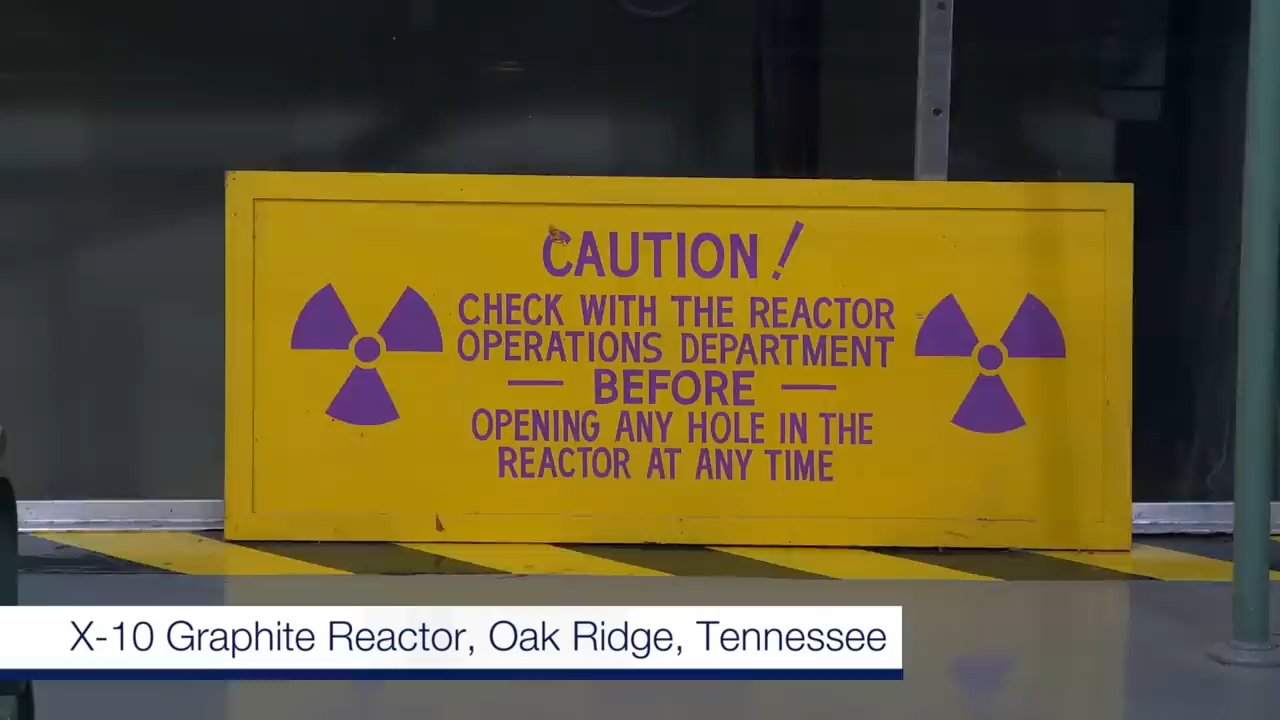 CAUTION!
CHECK WITH THE REACTOR
OPERATIONS DEPARTMENT
— BEFORE —
OPENING ANY HOLE IN THE
REACTOR AT ANY TIME
X-10 Graphite Reactor, Oak Ridge, Tennessee